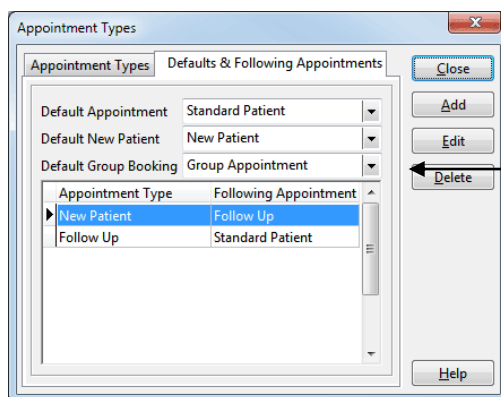 Appointment Types
Appointment Types Defaults & Following Appointments
Default Appointment Standard Patient
Default New Patient New Patient
Default Group Booking Group Appointment
Appointment Type Following Appointment
New Patient Follow Up
Follow Up Standard Patient
Close
Add
Edit
Delete
Help